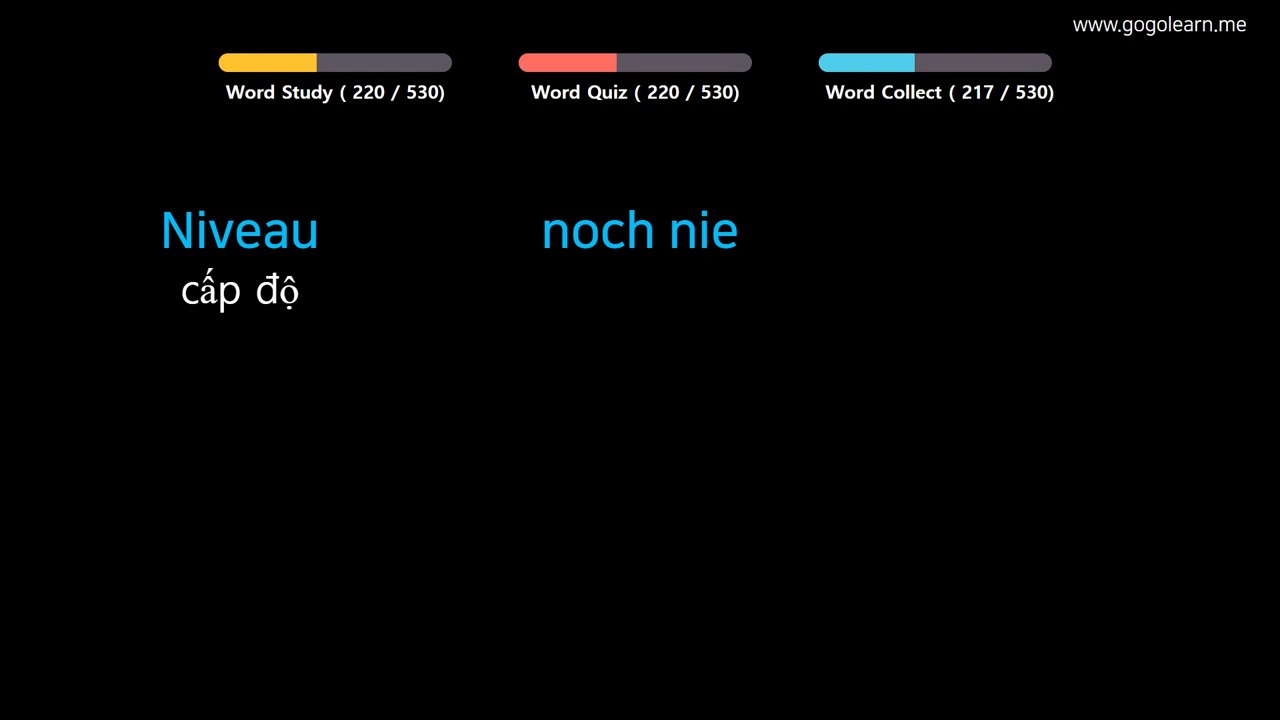 www.gogolearn.me
Word Study ( 220 / 530)
Word Quiz ( 220 / 530)
Word Collect ( 217 / 530)
Niveau
cấp độ
noch nie